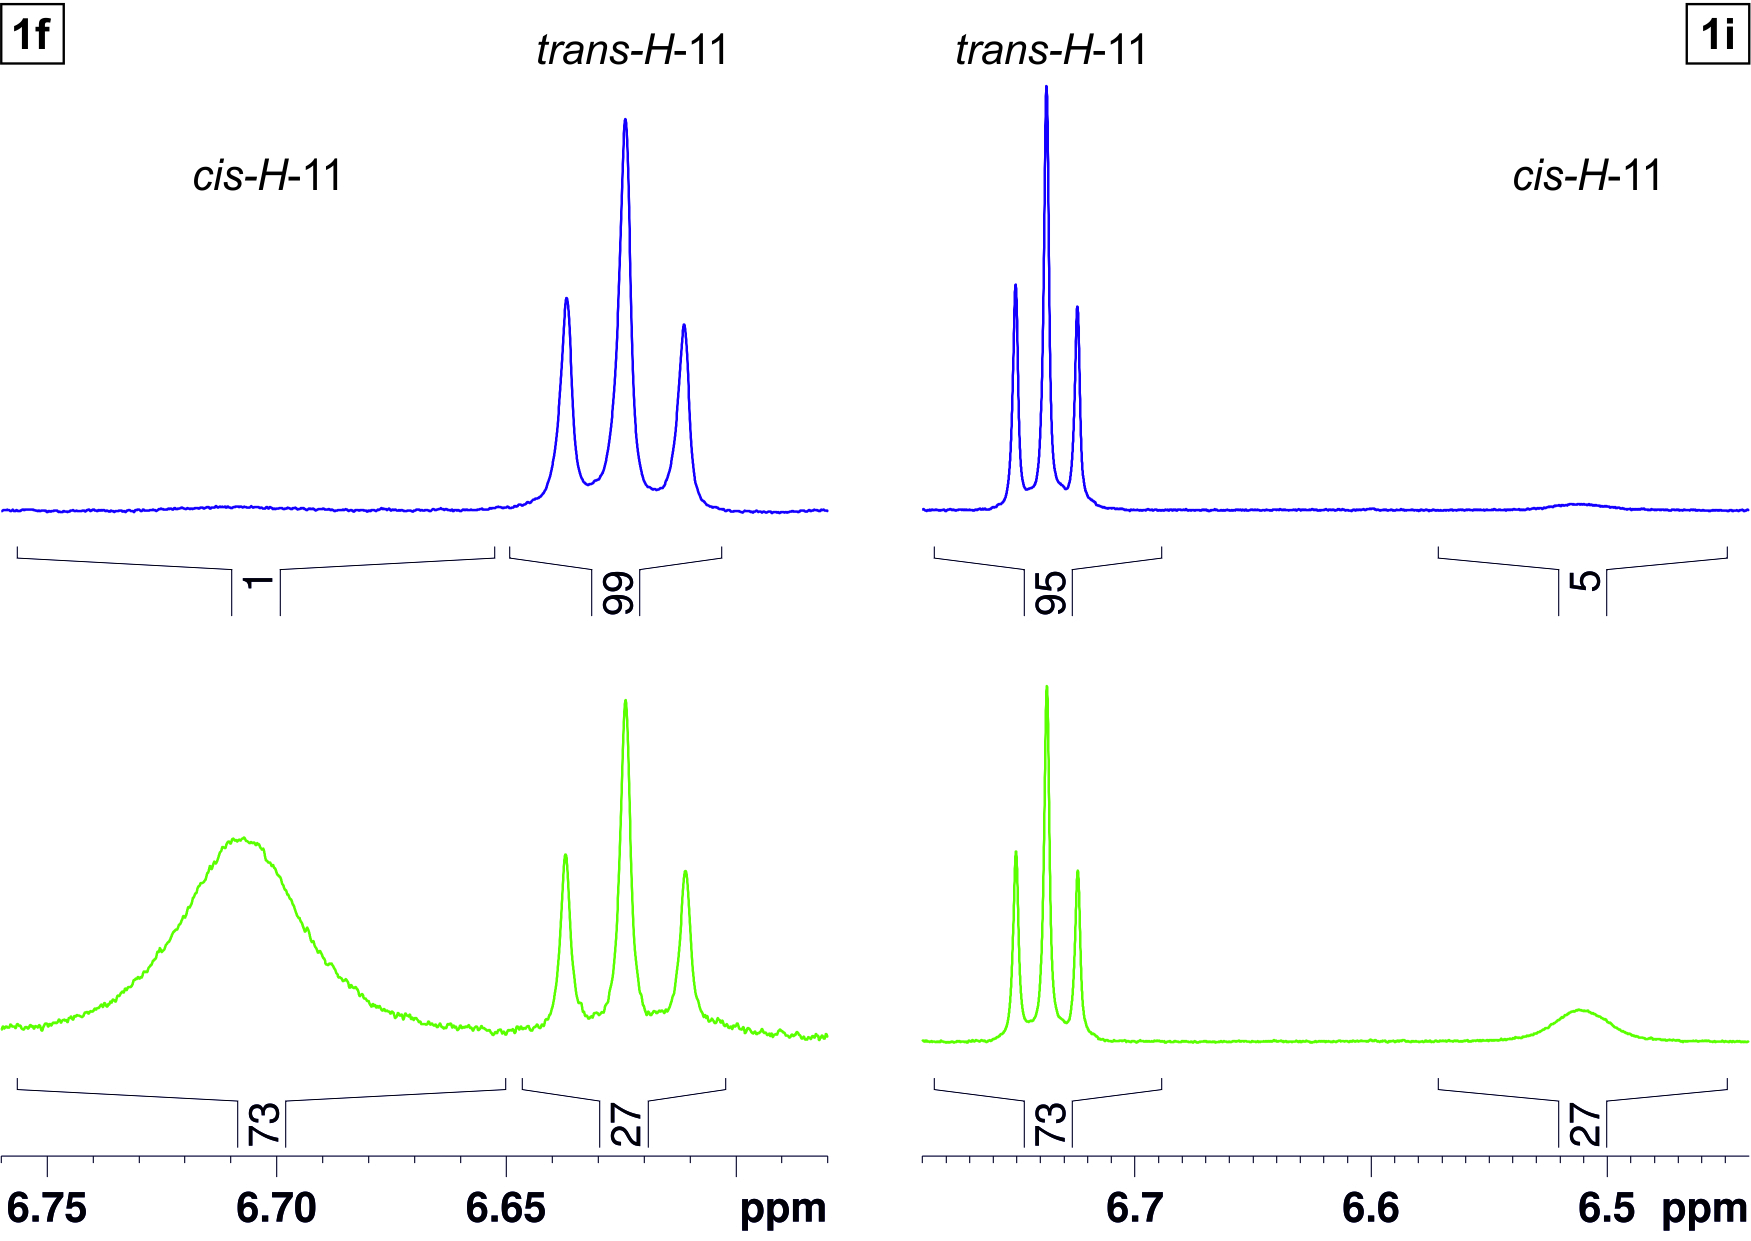 1f
trans-H-11
trans-H-11
1i
cis-H-11
cis-H-11
1
99
95
5
73
27
73
27
6.75
6.70
6.65
ppm
6.7
6.6
6.5
ppm